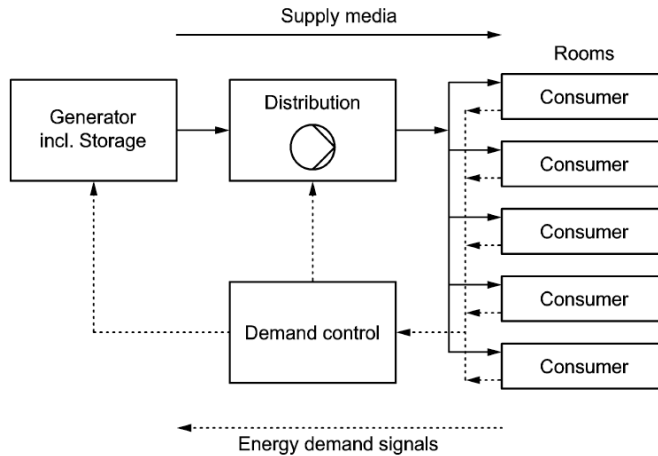 Supply media
Rooms
Generator
incl. Storage
Distribution
Consumer
Consumer
Consumer
Consumer
Consumer
Demand control
Energy demand signals